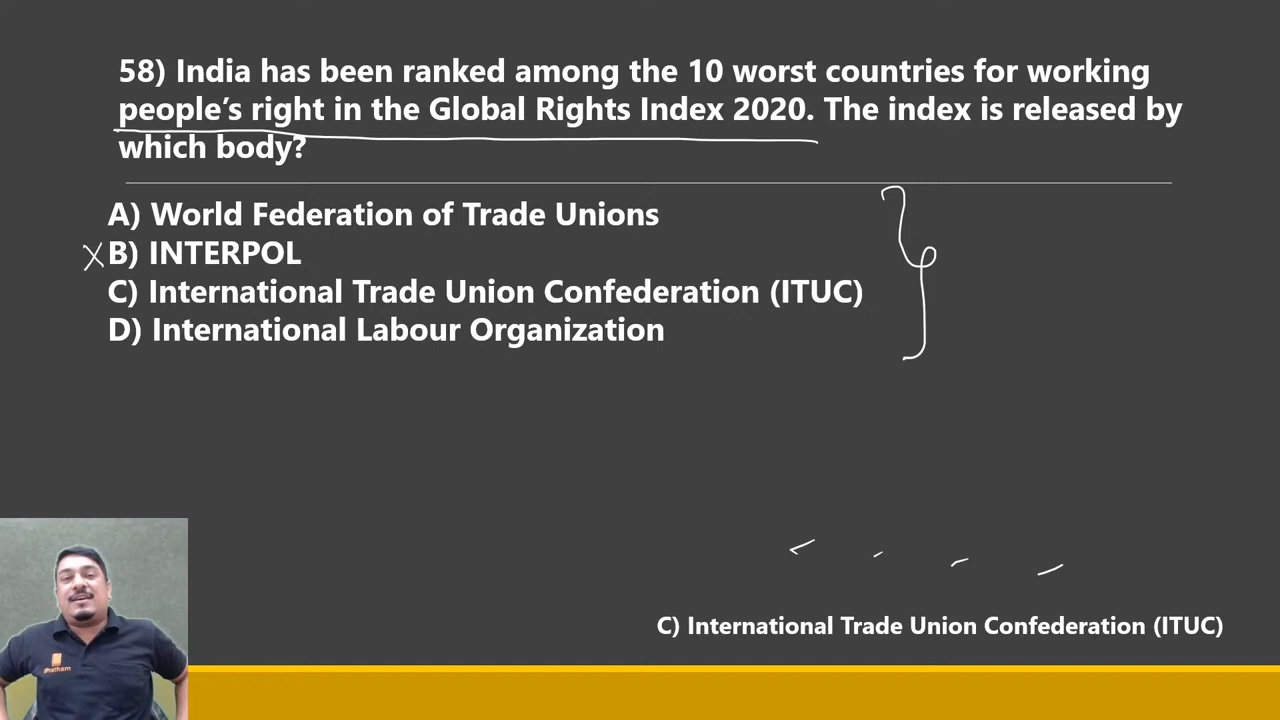 58) India has been ranked among the 10 worst countries for working
people’s right in the Global Rights Index 2020. The index is released by
which body?
A) World Federation of Trade Unions
X B) INTERPOL
C) International Trade Union Confederation (ITUC)
D) International Labour Organization
C) International Trade Union Confederation (ITUC)